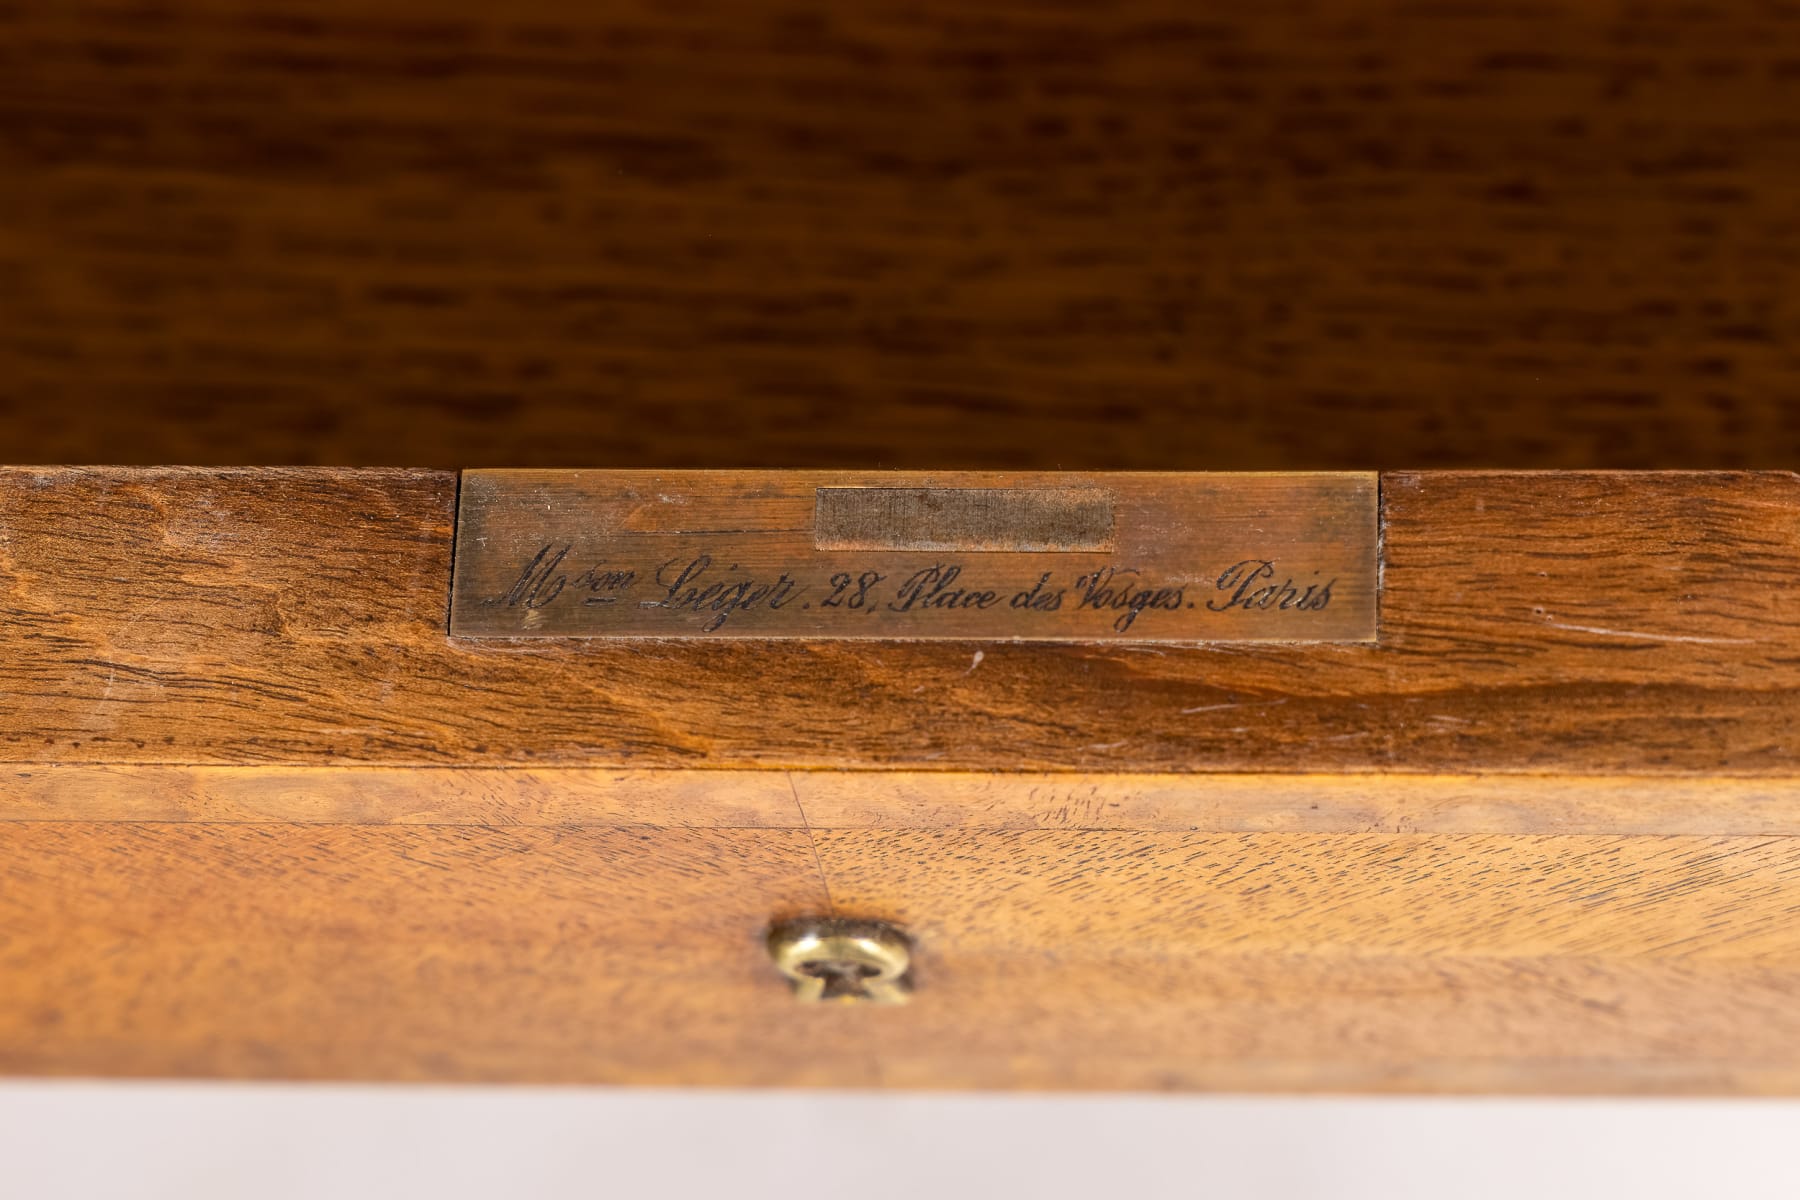 Mson Léger. 28, Place des Vosges. Paris